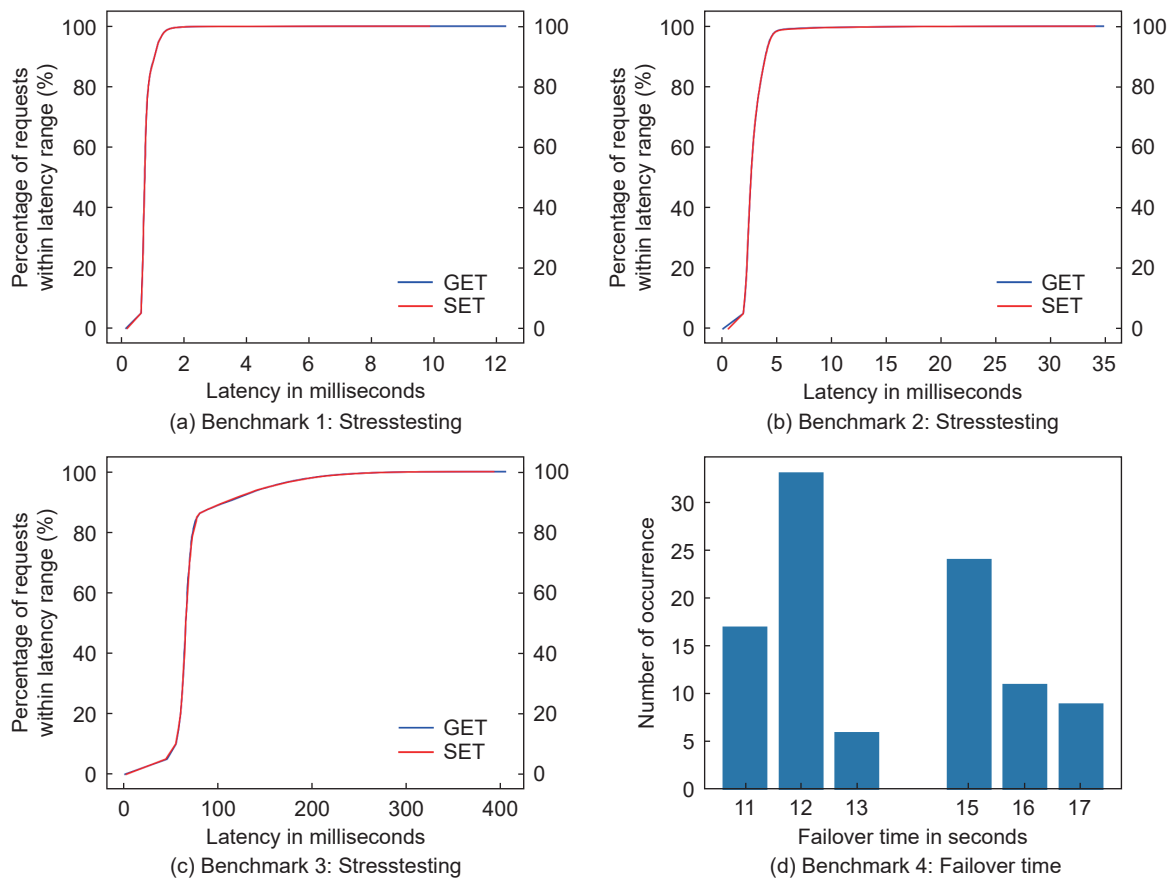 Percentage of requests
within latency range (%)
100
80
60
40
20
0
100
80
60
40
20
0
GET
SET
0 2 4 6 8 10 12
Latency in milliseconds
(a) Benchmark 1: Stresstesting
Percentage of requests
within latency range (%)
100
80
60
40
20
0
100
80
60
40
20
0
GET
SET
0 5 10 15 20 25 30 35
Latency in milliseconds
(b) Benchmark 2: Stresstesting
Percentage of requests
within latency range (%)
100
80
60
40
20
0
100
80
60
40
20
0
GET
SET
0 100 200 300 400
Latency in milliseconds
(c) Benchmark 3: Stresstesting
Number of occurrence
30
25
20
15
10
5
0
11 12 13 15 16 17
Failover time in seconds
(d) Benchmark 4: Failover time